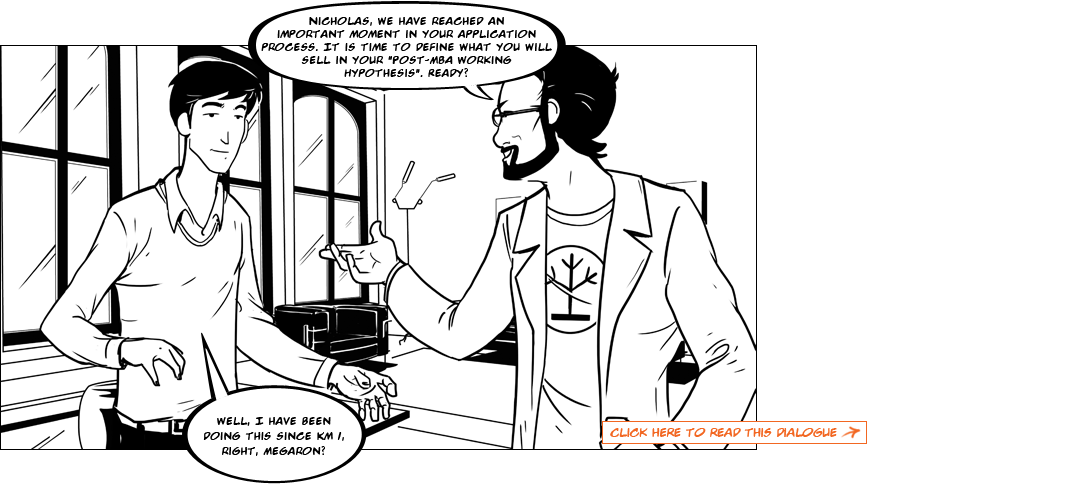 NICHOLAS, WE HAVE REACHED AN
IMPORTANT MOMENT IN YOUR APPLICATION
PROCESS. IT IS TIME TO DEFINE WHAT YOU WILL
SELL IN YOUR "POST-MBA WORKING
HYPOTHESIS". READY?
WELL, I HAVE BEEN
DOING THIS SINCE KM 1,
RIGHT, MEGARON?
CLICK HERE TO READ THIS DIALOGUE